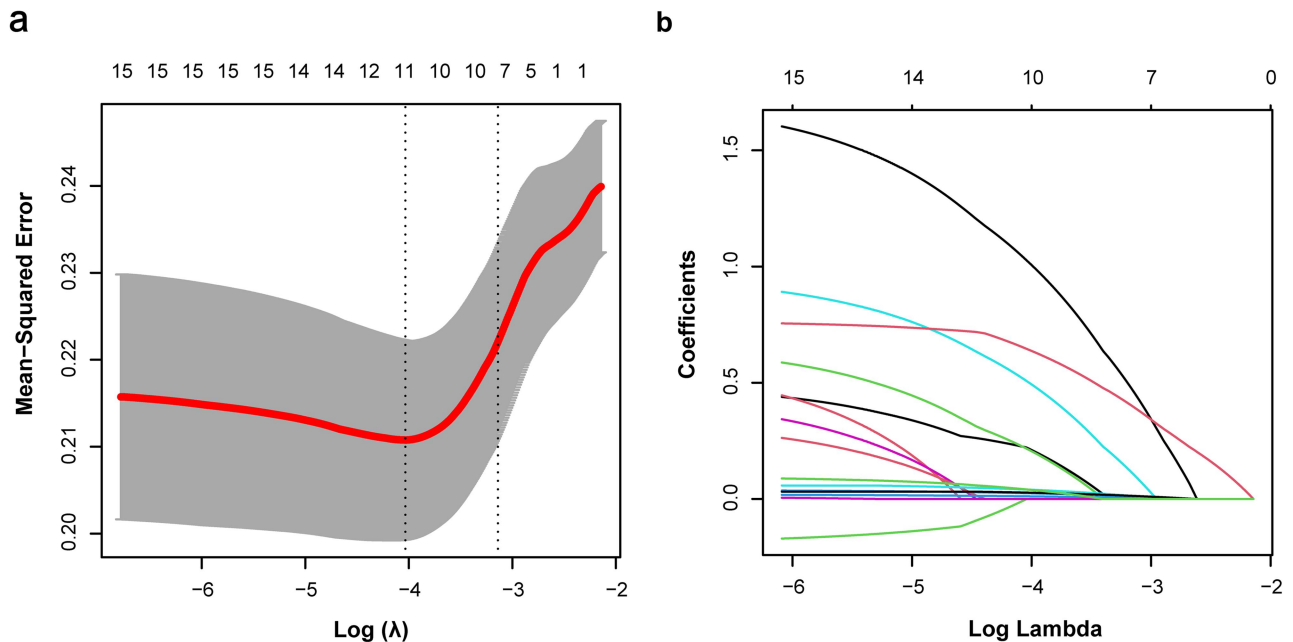 a
15 15 15 15 15 14 14 12 11 10 10 7 5 1 1
Mean−Squared Error
0.24
0.23
0.22
0.21
0.20
−6 −5 −4 −3 −2
Log (λ)
b
15 14 10 7 0
Coefficients
1.5
1.0
0.5
0.0
−6 −5 −4 −3 −2
Log Lambda